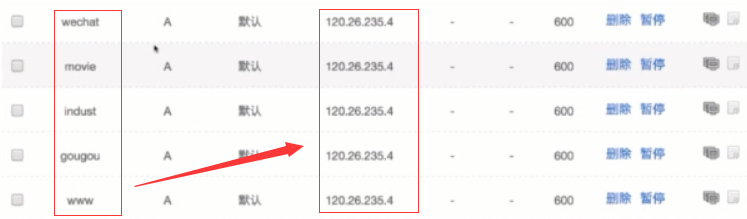 wechat A 默认 120.26.235.4 - - 600 删除 暂停
movie A 默认 120.26.235.4 - - 600 删除 暂停
indust A 默认 120.26.235.4 - - 600 删除 暂停
gougou A 默认 120.26.235.4 - - 600 删除 暂停
www A 默认 120.26.235.4 - - 600 删除 暂停